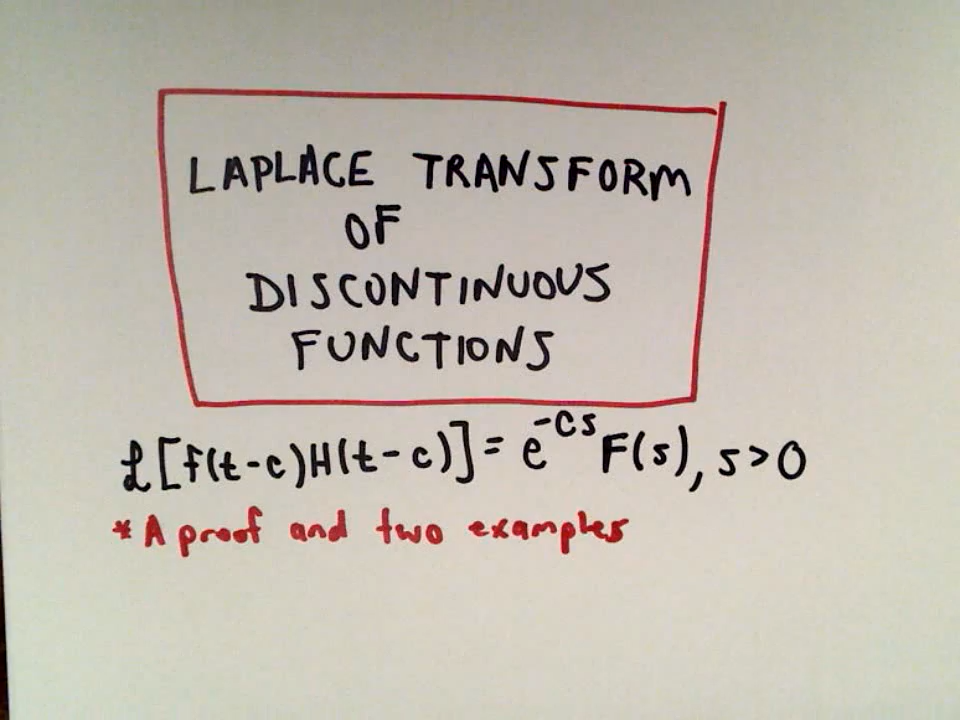 LAPLACE TRANSFORM
OF
DISCONTINUOUS
FUNCTIONS
ℒ[f(t-c)H(t-c)] = e^{-cs} F(s), s>0
* A proof and two examples